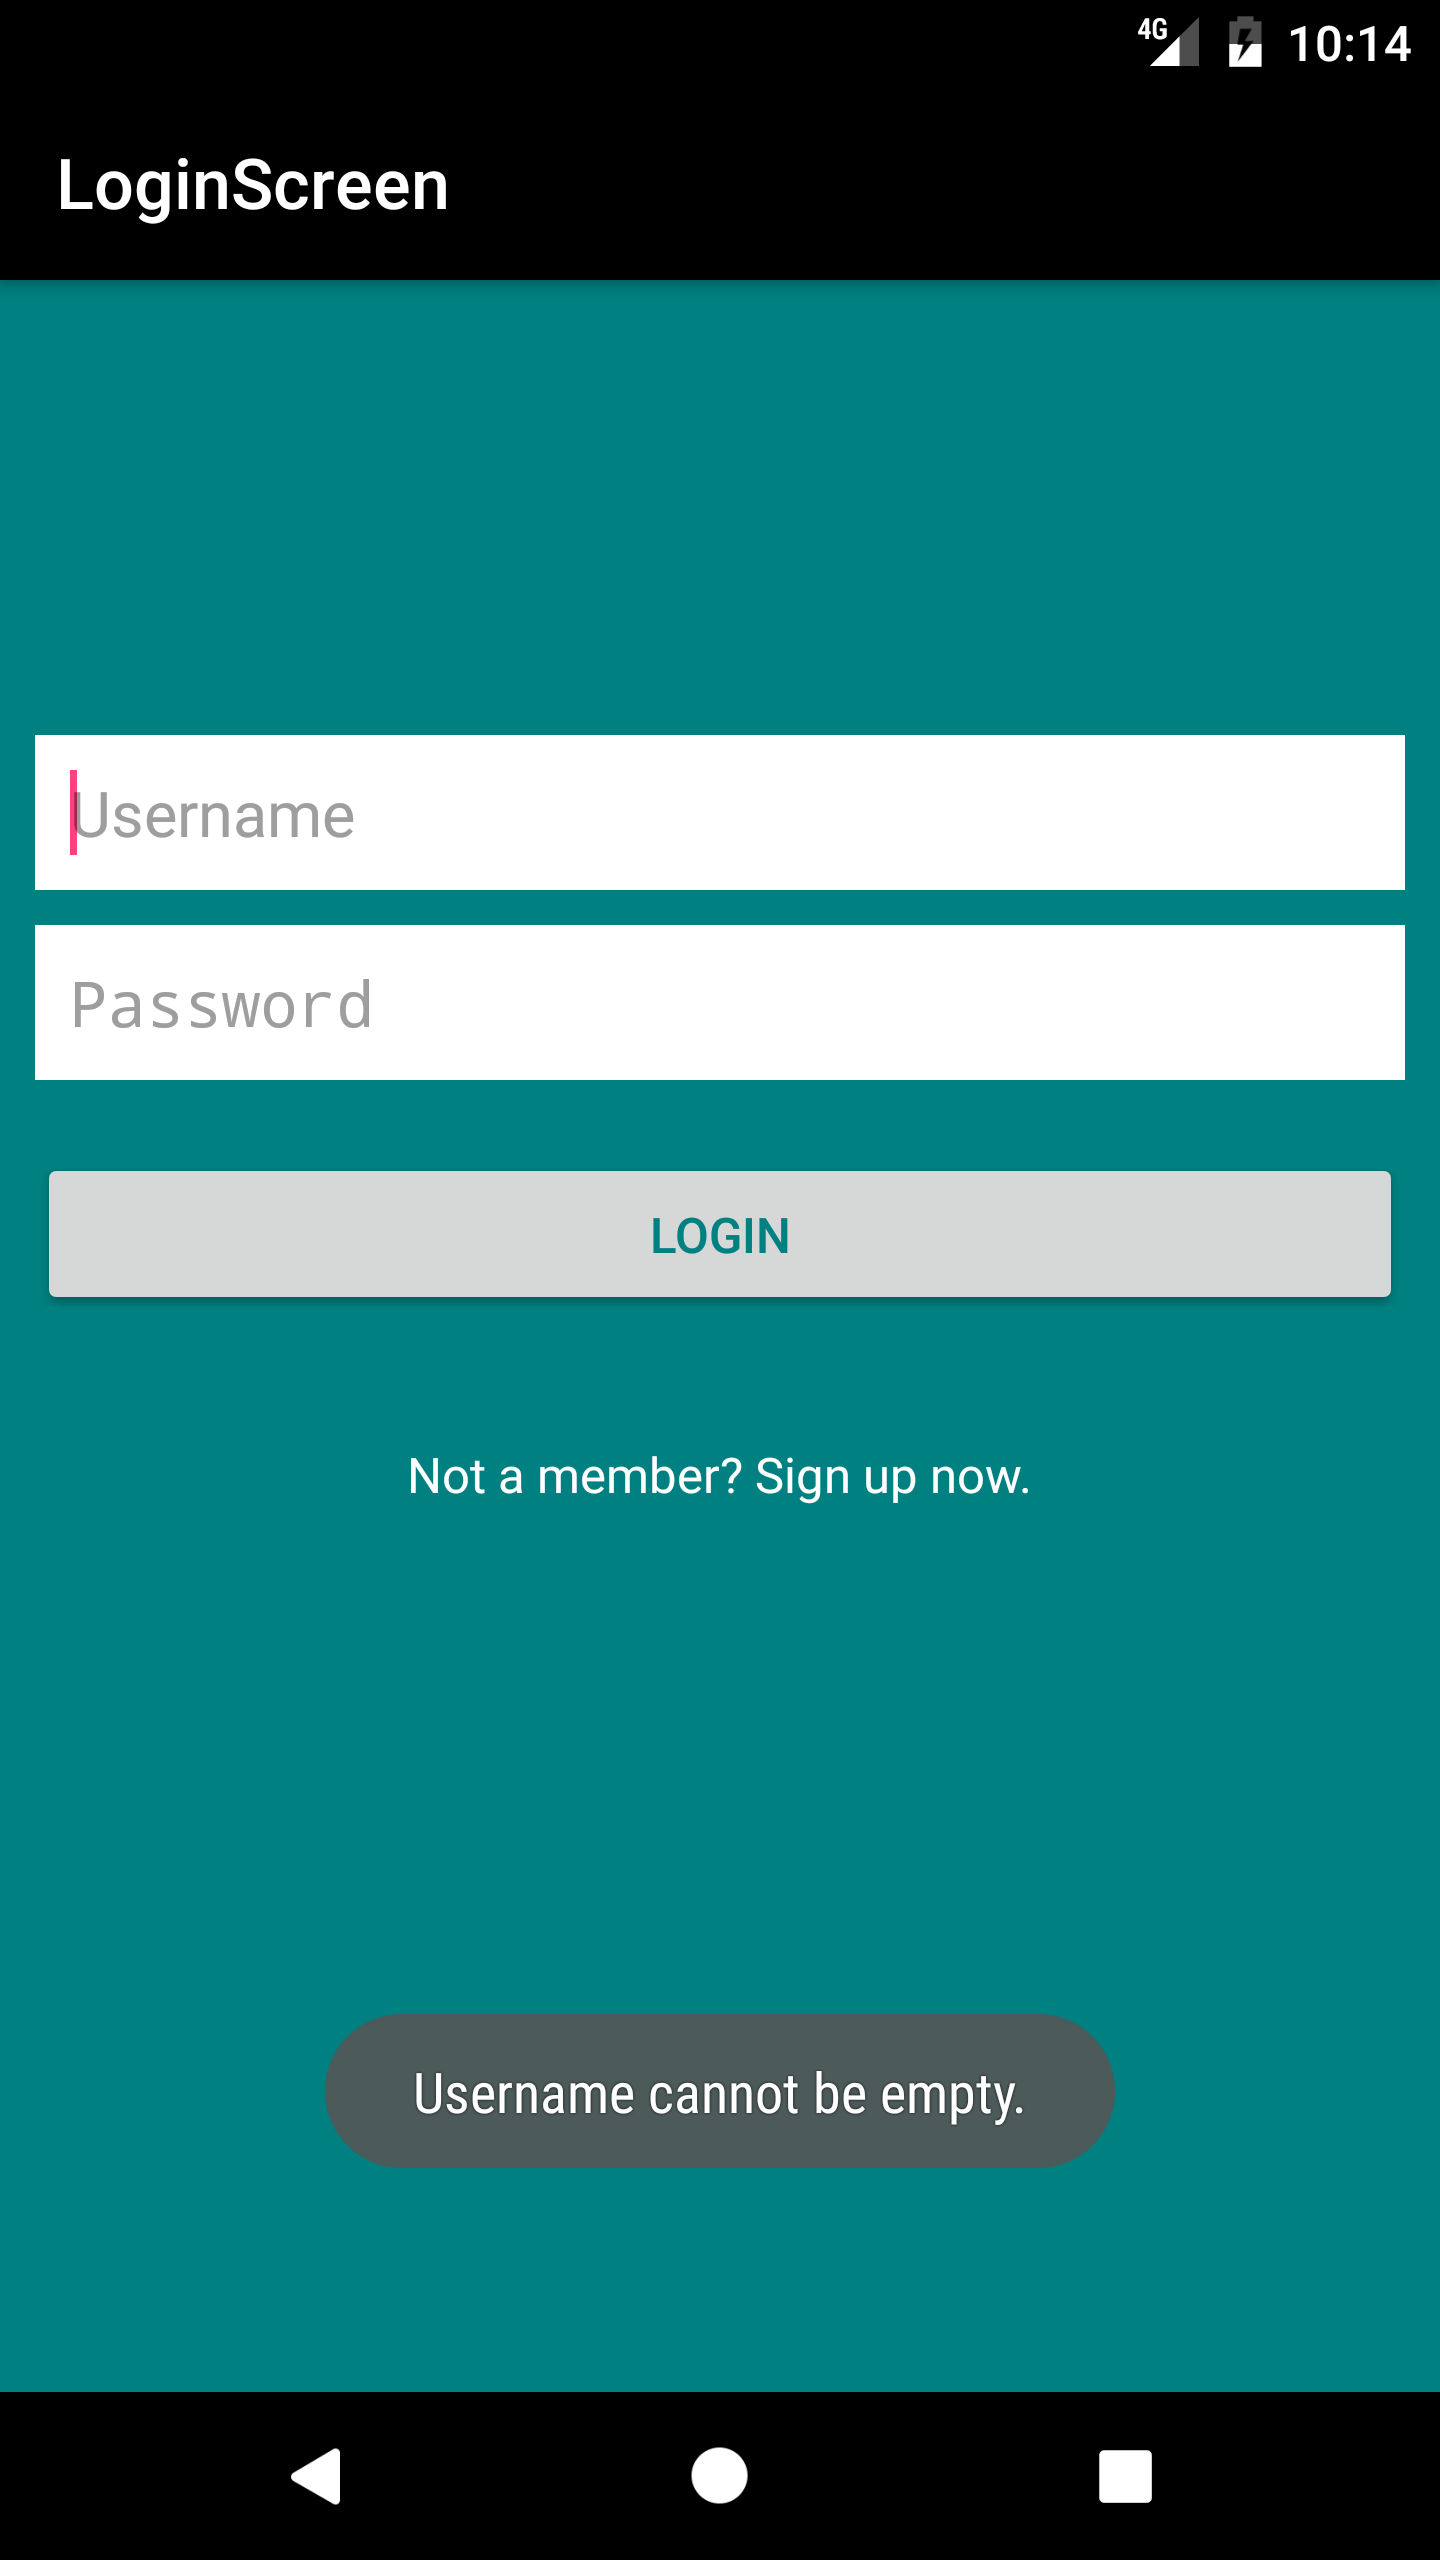 4G 10:14
LoginScreen
Username
Password
LOGIN
Not a member? Sign up now.
Username cannot be empty.